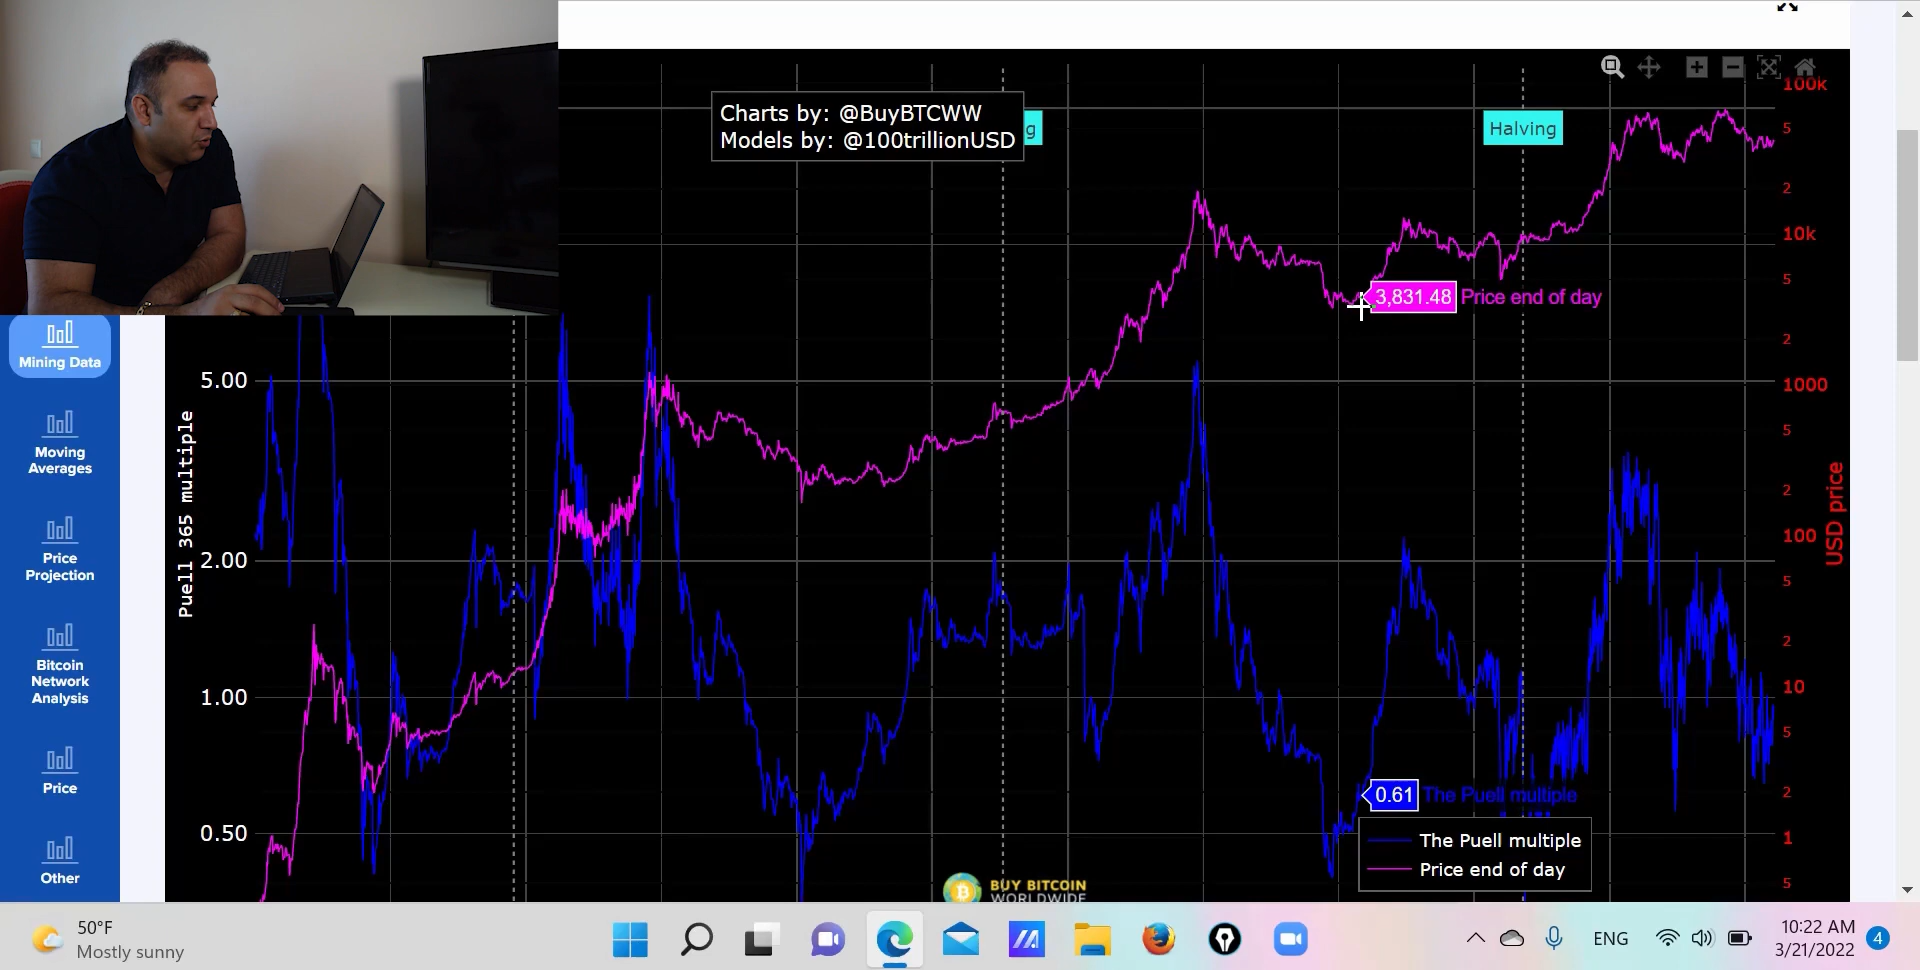 Charts by: @BuyBTCWW
Models by: @100trillionUSD
g
Halving
100k
5
2
10k
5
2
1000
5
2
100
5
2
10
5
2
1
5
USD price
3,831.48 Price end of day
0.61 The Puell multiple
The Puell multiple
Price end of day
5.00
2.00
1.00
0.50
Puell 365 multiple
BUY BITCOIN
WORLDWIDE
Mining Data
Moving
Averages
Price
Projection
Bitcoin
Network
Analysis
Price
Other
50°F
Mostly sunny
ENG
10:22 AM
3/21/2022
4